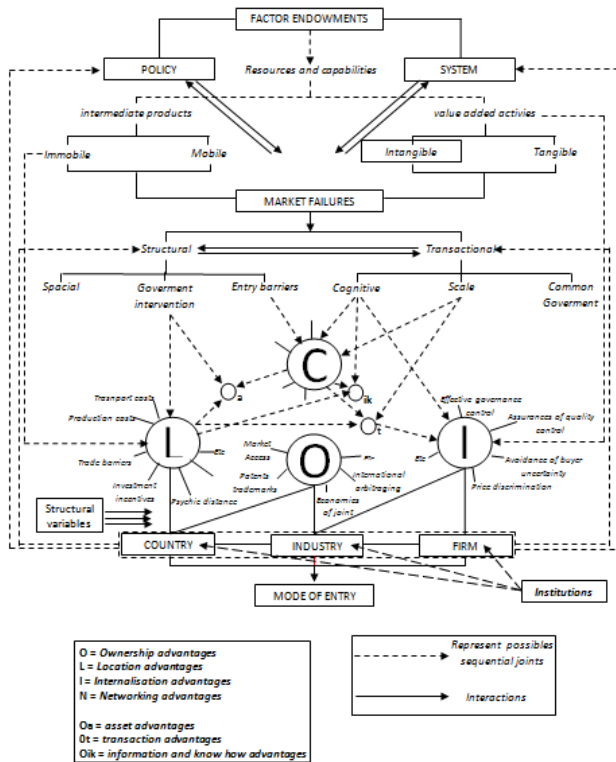 FACTOR ENDOWMENTS
POLICY
Resources and capabilities
SYSTEM
intermediate products
value added activies
Immobile
Mobile
Intangible
Tangible
MARKET FAILURES
Structural
Transactional
Spacial
Goverment
intervention
Entry barriers
Cognitive
Scale
Common
Goverment
C
Oa
Oik
Ot
Transport costs
Production costs
Trade barriers
Investment
incentives
Psychic distance
Etc
L
Market
Access
Patents
trademarks
O
Etc
International
arbitraging
Economies
of joint
Effective governance
control
Assurances of quality
control
Avoidance of buyer
uncertainty
Price discrimination
Etc
I
Structural
variables
COUNTRY
INDUSTRY
FIRM
MODE OF ENTRY
Institutions
O = Ownership advantages
L = Location advantages
I = Internalisation advantages
N = Networking advantages
Oa = asset advantages
0t = transaction advantages
Oik = information and know how advantages
Represent possibles
sequential joints
Interactions